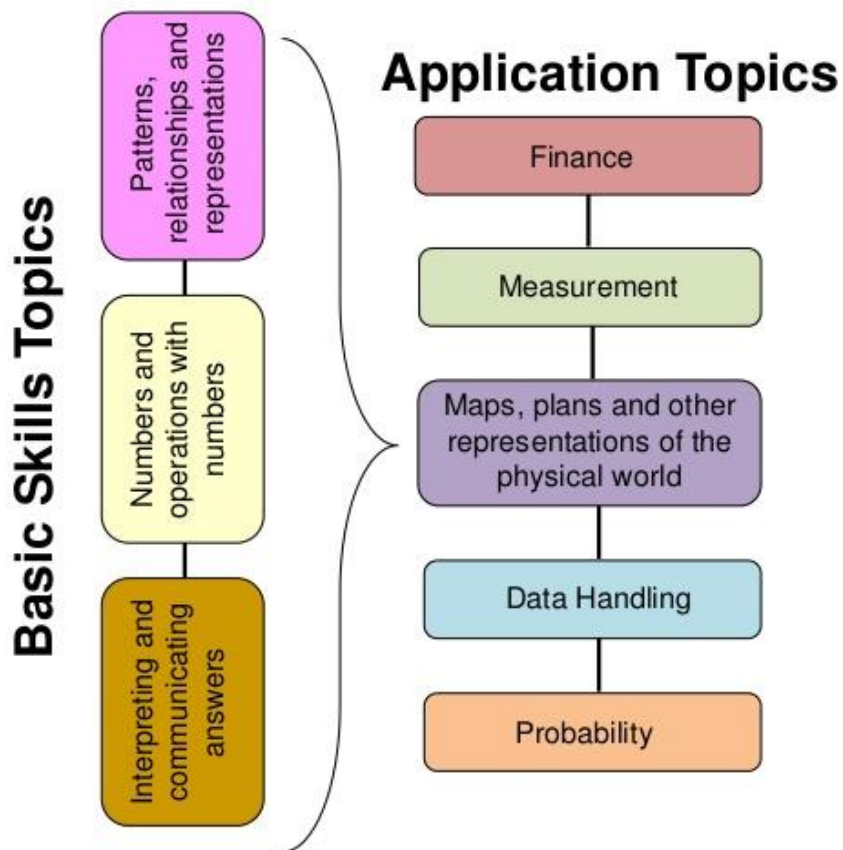 Basic Skills Topics
Patterns,
relationships and
representations
Numbers and
operations with
numbers
Interpreting and
communicating
answers
Application Topics
Finance
Measurement
Maps, plans and other
representations of the
physical world
Data Handling
Probability